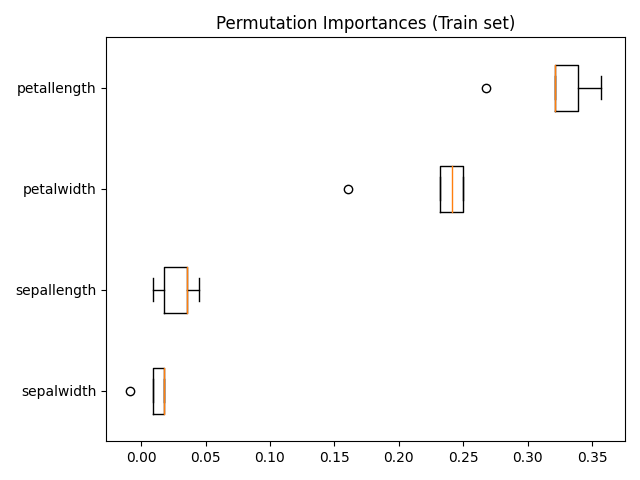 Permutation Importances (Train set)
petallength
petalwidth
sepallength
sepalwidth
0.00 0.05 0.10 0.15 0.20 0.25 0.30 0.35